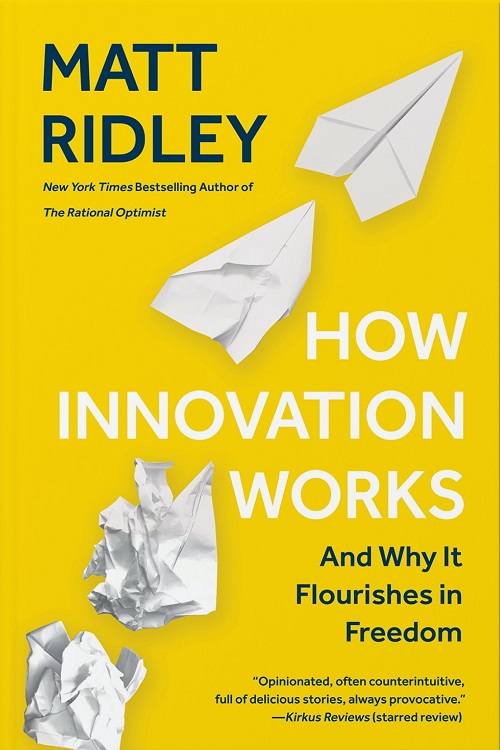 MATT
RIDLEY
New York Times Bestselling Author of
The Rational Optimist
HOW
INNOVATION
WORKS
And Why It
Flourishes in
Freedom
“Opinionated, often counterintuitive,
full of delicious stories, always provocative.”
—Kirkus Reviews (starred review)